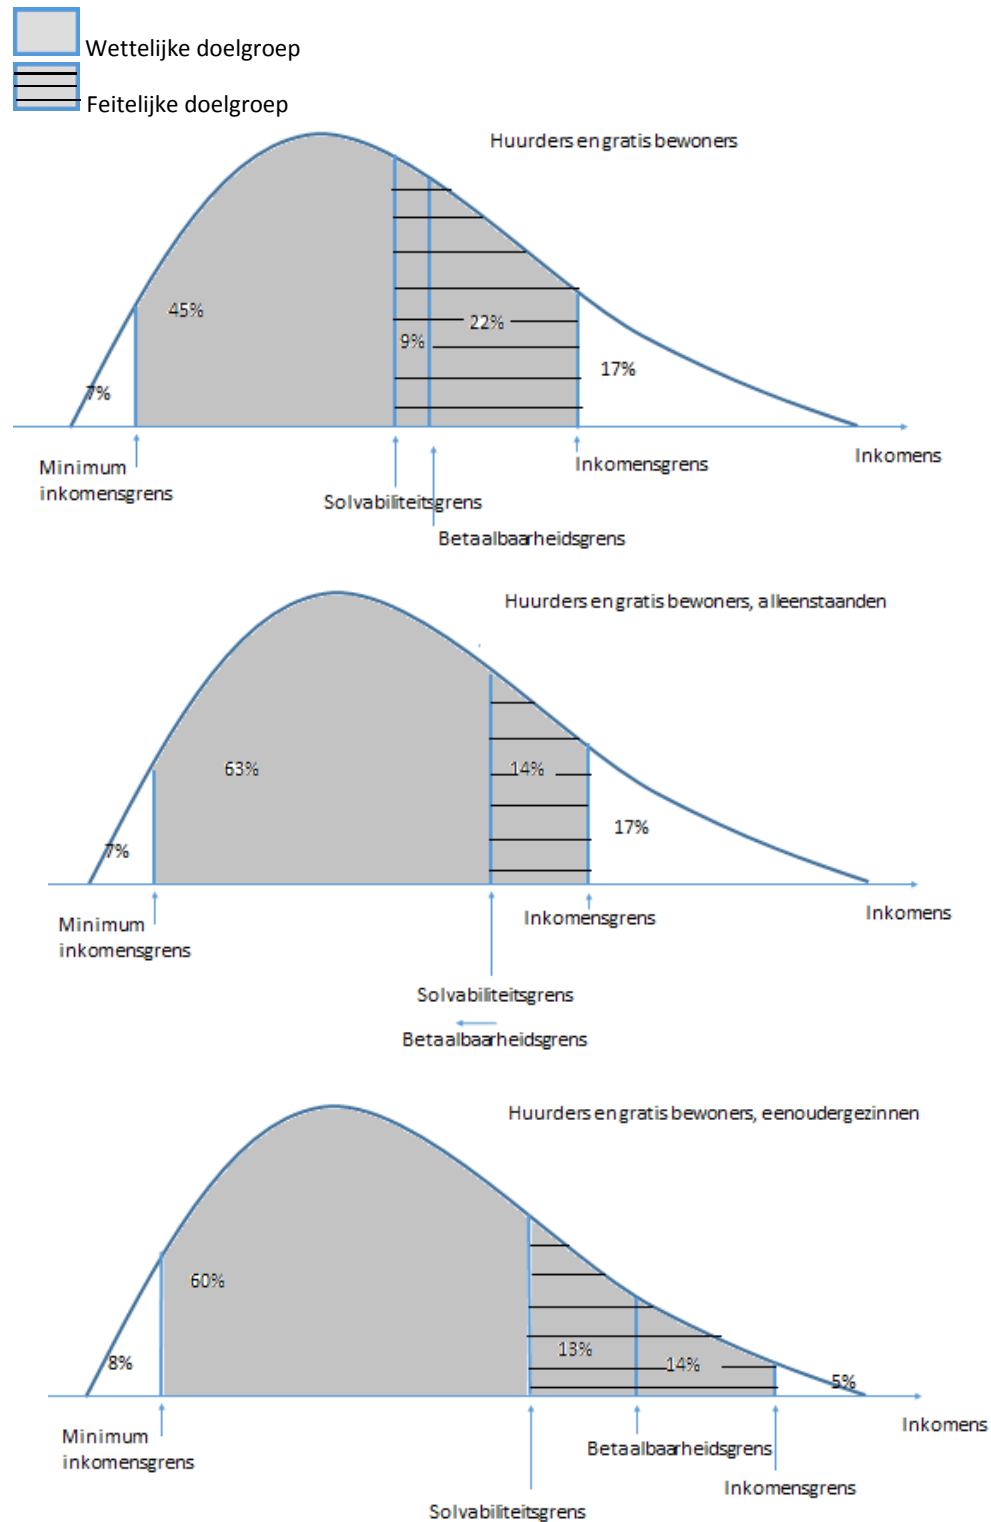 Wettelijke doelgroep
Feitelijke doelgroep
Huurders en gratis bewoners
45%
22%
9%
17%
7%
Inkomens
Minimum
inkomensgrens
Inkomensgrens
Solvabiliteitsgrens
Betaalbaarheidsgrens
Huurders en gratis bewoners, alleenstaanden
63%
14%
17%
7%
Inkomens
Minimum
inkomensgrens
Inkomensgrens
Solvabiliteitsgrens
Betaalbaarheidsgrens
Huurders en gratis bewoners, eenoudergezinnen
60%
13%
14%
8%
5%
Inkomens
Minimum
inkomensgrens
Betaalbaarheidsgrens
Inkomensgrens
Solvabiliteitsgrens